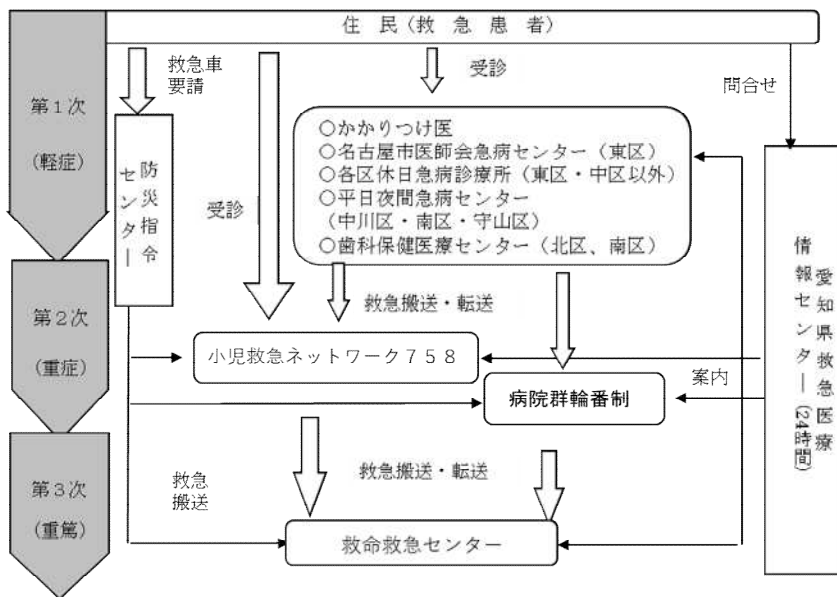 住 民（救 急 患 者）
救急車
要請
受診
問合せ
第１次
(軽症)
防災指令
センター
受診
○かかりつけ医
○名古屋市医師会急病センター（東区）
○各区休日急病診療所（東区・中区以外）
○平日夜間急病センター
（中川区・南区・守山区）
○歯科保健医療センター（北区、南区）
愛知県救急医療
情報センター(24時間)
救急搬送・転送
第２次
(重症)
小児救急ネットワーク７５８
案内
病院群輪番制
第３次
(重篤)
救急
搬送
救急搬送・転送
救命救急センター